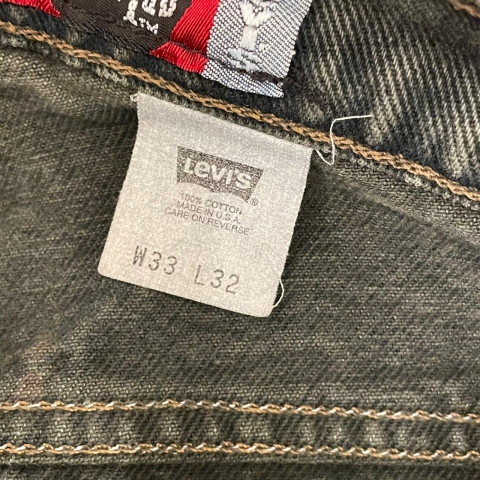 Levi's®
100% COTTON
MADE IN U.S.A.
CARE ON REVERSE
W33 L32